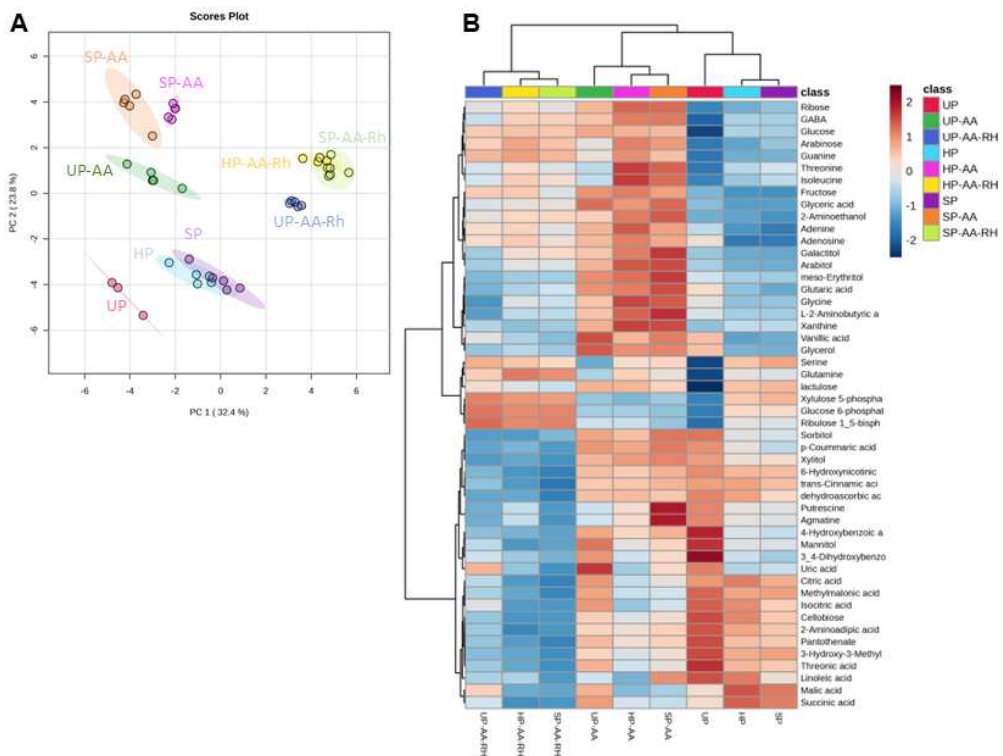 A
Scores Plot
SP-AA
SP-AA
SP-AA-Rh
HP-AA-Rh
UP-AA
UP-AA-Rh
SP
HP
UP
6
4
2
0
-2
-4
-6
PC 2 ( 23.8 %)
-6
-4
-2
0
2
4
6
PC 1 ( 32.4 %)
B
class
Ribose
GABA
Glucose
Arabinose
Guanine
Threonine
Isoleucine
Fructose
Glyceric acid
2-Aminoethanol
Adenine
Adenosine
Galactitol
Arabitol
meso-Erythritol
Glutaric acid
Glycine
L-2-Aminobutyric a
Xanthine
Vanillic acid
Glycerol
Serine
Glutamine
lactulose
Xylulose 5-phospha
Glucose 6-phosphat
Ribulose 1_5-bisph
Sorbitol
p-Coummaric acid
Xylitol
6-Hydroxynicotinic
trans-Cinnamic aci
dehydroascorbic ac
Putrescine
Agmatine
4-Hydroxybenzoic a
Mannitol
3_4-Dihydroxybenzo
Uric acid
Citric acid
Methylmalonic acid
Isocitric acid
Cellobiose
2-Aminoadipic acid
Pantothenate
3-Hydroxy-3-Methyl
Threonic acid
Linoleic acid
Malic acid
Succinic acid
UP-AA-RH
HP-AA-RH
SP-AA-RH
UP-AA
HP-AA
SP-AA
UP
HP
SP
2
1
0
-1
-2
class
UP
UP-AA
UP-AA-RH
HP
HP-AA
HP-AA-RH
SP
SP-AA
SP-AA-RH